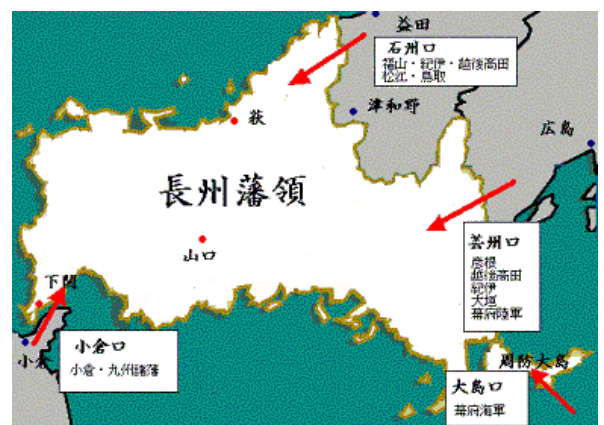 益田
石州口
福山・紀伊・越後高田
松江・鳥取
津和野
萩
広島
長州藩領
芸州口
彦根
越後高田
紀伊
大垣
幕府陸軍
山口
下関
小倉
小倉口
小倉・九州諸藩
周防大島
大島口
幕府海軍